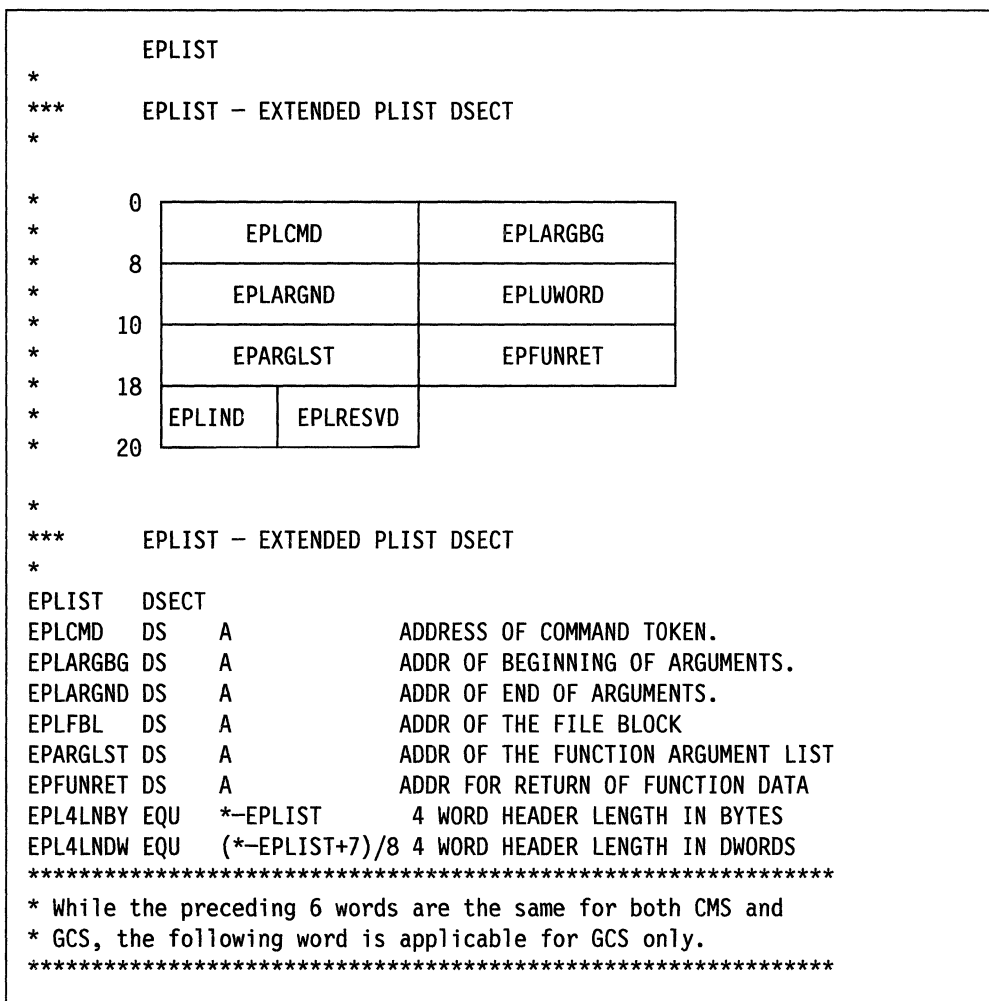 EPLIST
*
***      EPLIST — EXTENDED PLIST DSECT
*
*       0
*       EPLCMD       EPLARGBG
*       8
*       EPLARGND       EPLUWORD
*      10
*       EPARGLST       EPFUNRET
*      18
*       EPLIND   EPLRESVD
*      20
*
***      EPLIST — EXTENDED PLIST DSECT
*
EPLIST   DSECT
EPLCMD   DS    A             ADDRESS OF COMMAND TOKEN.
EPLARGBG DS    A             ADDR OF BEGINNING OF ARGUMENTS.
EPLARGND DS    A             ADDR OF END OF ARGUMENTS.
EPLFBL   DS    A             ADDR OF THE FILE BLOCK
EPARGLST DS    A             ADDR OF THE FUNCTION ARGUMENT LIST
EPFUNRET DS    A             ADDR FOR RETURN OF FUNCTION DATA
EPL4LNBY EQU   *—EPLIST       4 WORD HEADER LENGTH IN BYTES
EPL4LNDW EQU   (*—EPLIST+7)/8 4 WORD HEADER LENGTH IN DWORDS
***************************************************************
* While the preceding 6 words are the same for both CMS and
* GCS, the following word is applicable for GCS only.
***************************************************************